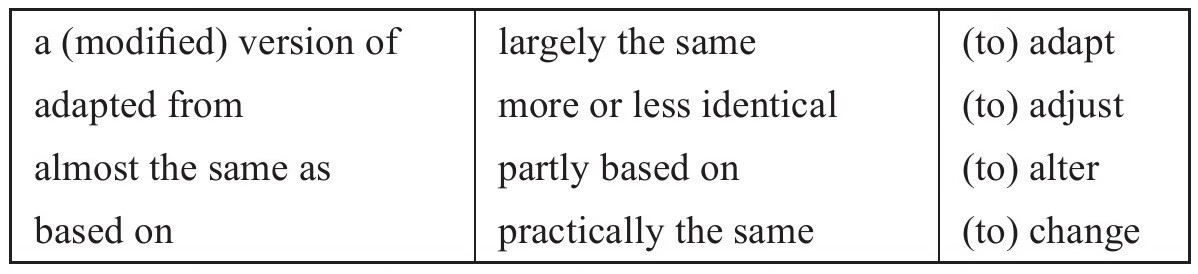 a (modified) version of
adapted from
almost the same as
based on
largely the same
more or less identical
partly based on
practically the same
(to) adapt
(to) adjust
(to) alter
(to) change